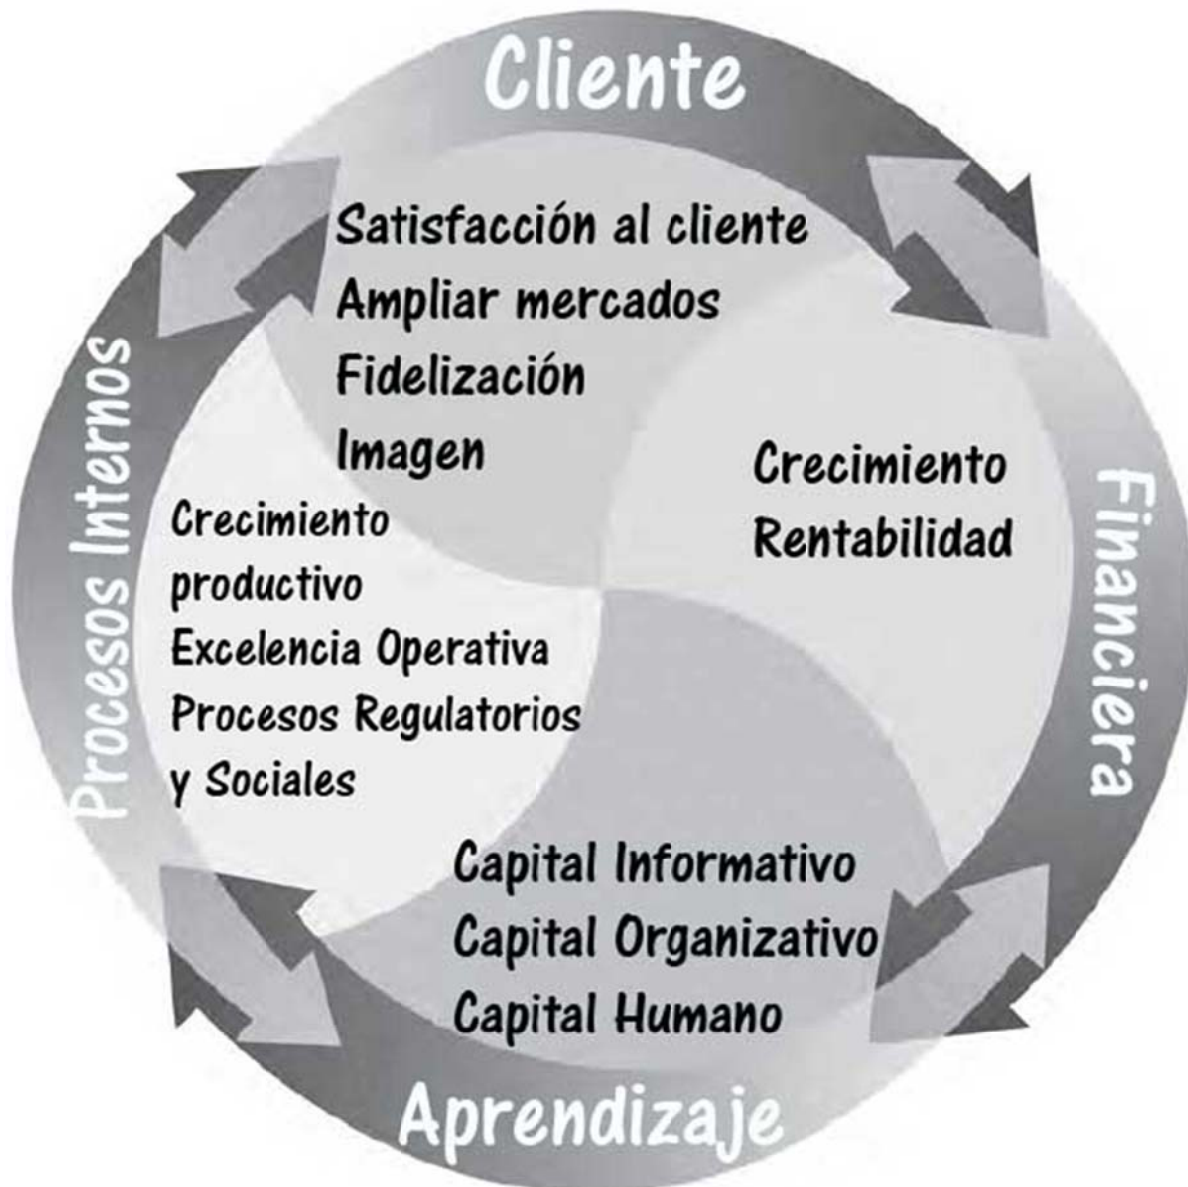 Cliente
Satisfacción al cliente
Ampliar mercados
Fidelización
Imagen
Financiera
Crecimiento
Rentabilidad
Procesos Internos
Crecimiento
productivo
Excelencia Operativa
Procesos Regulatorios
y Sociales
Capital Informativo
Capital Organizativo
Capital Humano
Aprendizaje